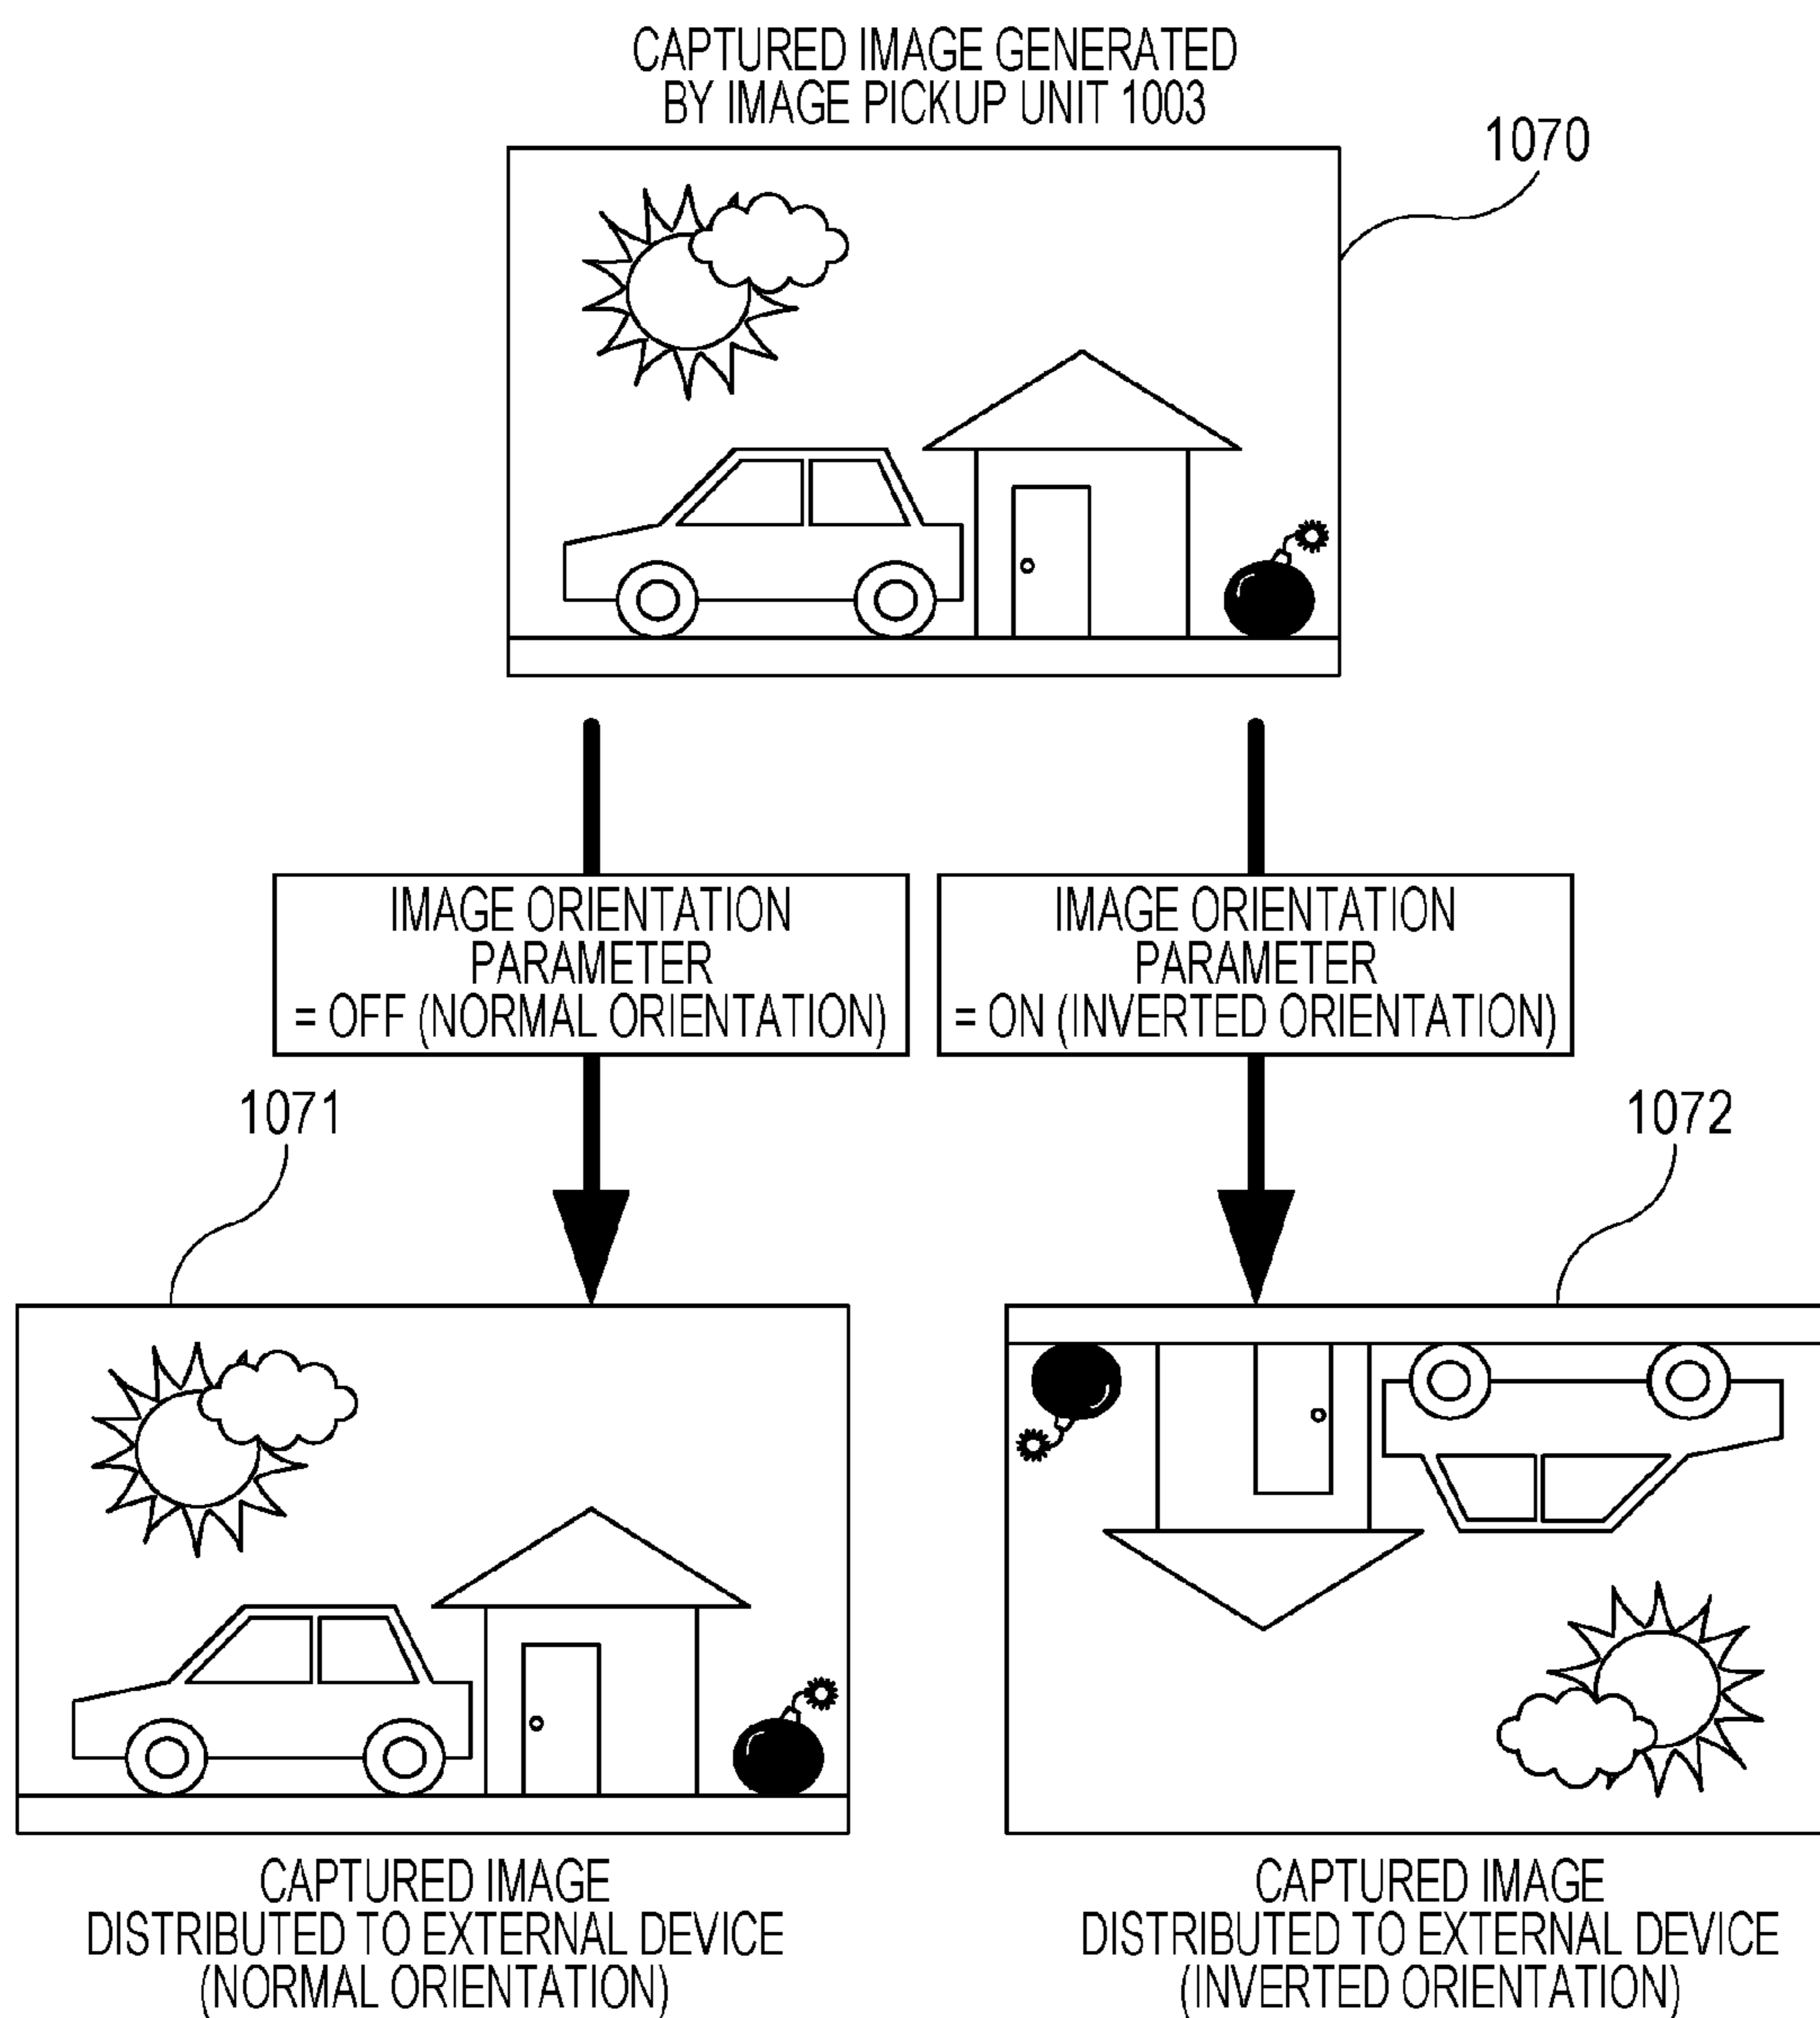 CAPTURED IMAGE GENERATED
BY IMAGE PICKUP UNIT 1003
1070
IMAGE ORIENTATION
PARAMETER
= OFF (NORMAL ORIENTATION)
IMAGE ORIENTATION
PARAMETER
= ON (INVERTED ORIENTATION)
1071
1072
CAPTURED IMAGE
DISTRIBUTED TO EXTERNAL DEVICE
(NORMAL ORIENTATION)
CAPTURED IMAGE
DISTRIBUTED TO EXTERNAL DEVICE
(INVERTED ORIENTATION)